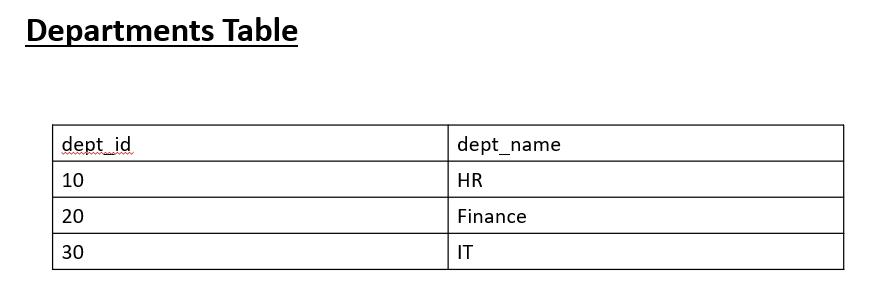 Departments Table
dept_id dept_name
10 HR
20 Finance
30 IT